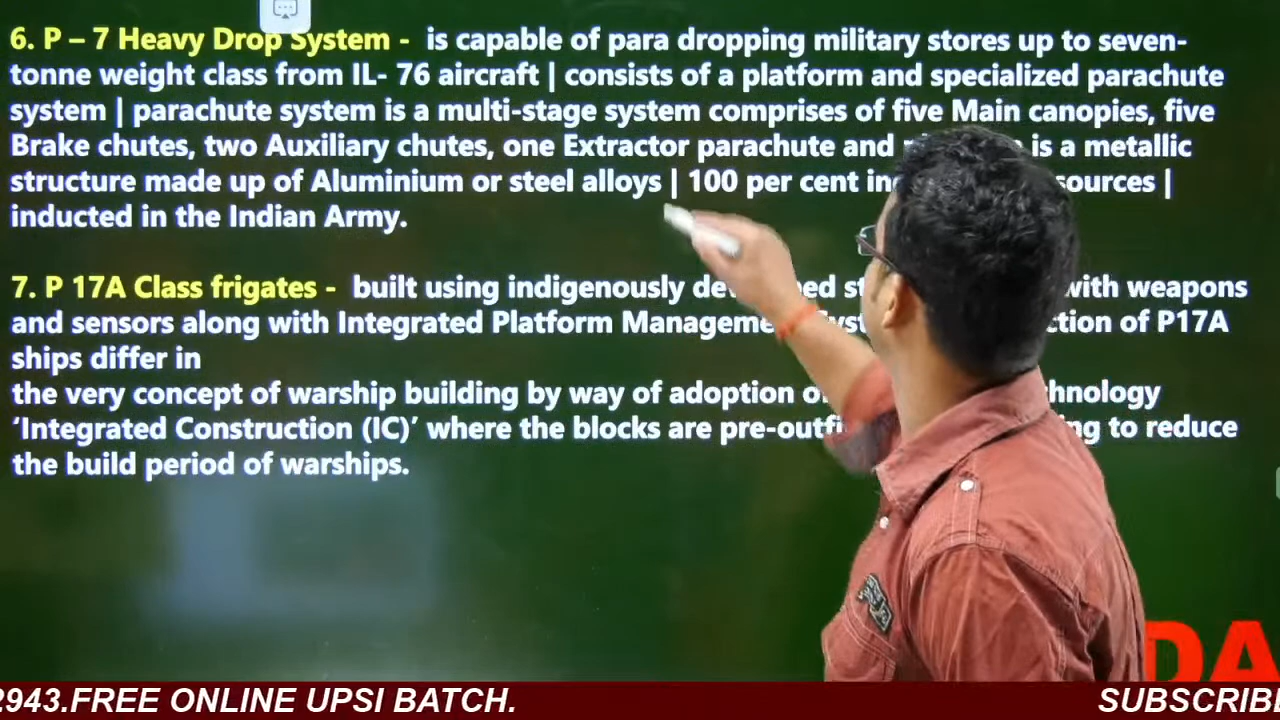 6. P – 7 Heavy Drop System - is capable of para dropping military stores up to seven-
tonne weight class from IL- 76 aircraft | consists of a platform and specialized parachute
system | parachute system is a multi-stage system comprises of five Main canopies, five
Brake chutes, two Auxiliary chutes, one Extractor parachute and is a metallic
structure made up of Aluminium or steel alloys | 100 per cent sources |
inducted in the Indian Army.
7. P 17A Class frigates - built using indigenously with weapons
and sensors along with Integrated Platform of P17A
ships differ in
the very concept of warship building by way of adoption
‘Integrated Construction (IC)’ where the blocks are to reduce
the build period of warships.
DA
2943.FREE ONLINE UPSI BATCH.
SUBSCRIBE